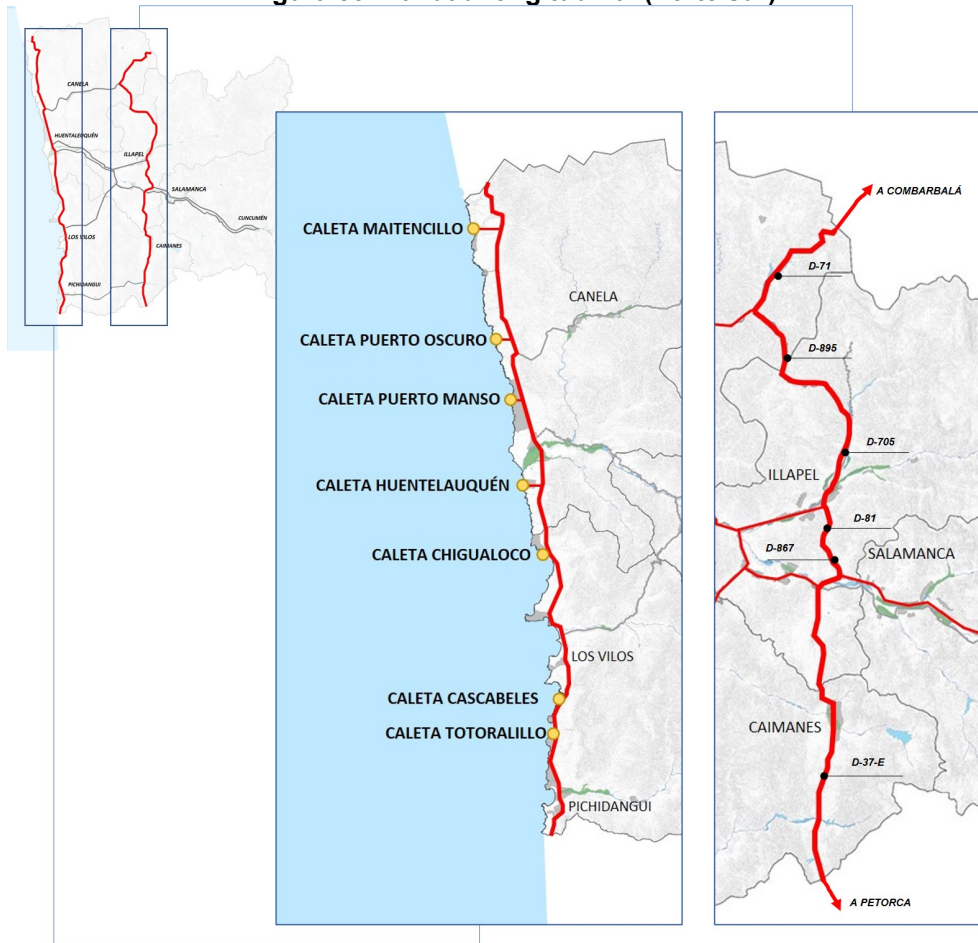 CANELA
HUENTALEUQUÉN
ILLAPEL
SALAMANCA
CUNCUMÉN
LOS VILOS
CAIMANES
PICHIDANGUI
CALETA MAITENCILLO
CANELA
CALETA PUERTO OSCURO
CALETA PUERTO MANSO
CALETA HUENTELAUQUÉN
CALETA CHIGUALOCO
LOS VILOS
CALETA CASCABELES
CALETA TOTORALILLO
PICHIDANGUI
A COMBARBALÁ
D-71
D-895
D-705
ILLAPEL
D-81
D-867
SALAMANCA
CAIMANES
D-37-E
A PETORCA